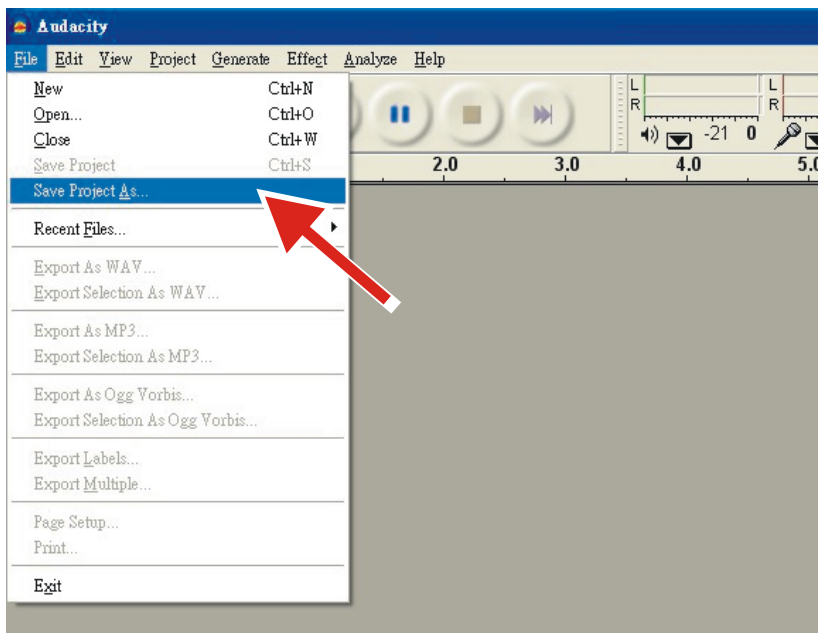 Audacity
File Edit View Project Generate Effect Analyze Help
New Ctrl+N
Open... Ctrl+O
Close Ctrl+W
Save Project Ctrl+S
Save Project As...
Recent Files...
Export As WAV...
Export Selection As WAV...
Export As MP3...
Export Selection As MP3...
Export As Ogg Vorbis...
Export Selection As Ogg Vorbis...
Export Labels...
Export Multiple...
Page Setup...
Print...
Exit
L L
R R
-21 0
2.0 3.0 4.0 5.0